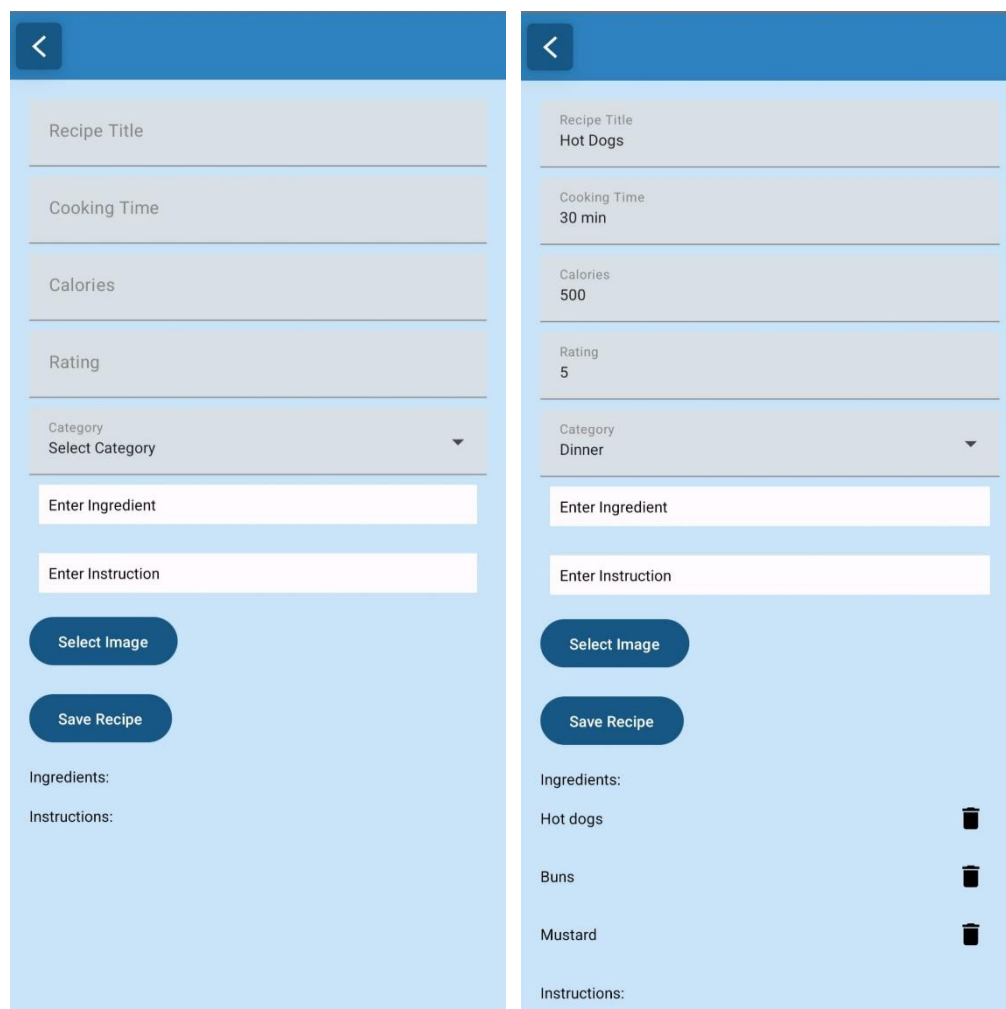 Recipe Title
Cooking Time
Calories
Rating
Category
Select Category
Enter Ingredient
Enter Instruction
Select Image
Save Recipe
Ingredients:
Instructions:
Recipe Title
Hot Dogs
Cooking Time
30 min
Calories
500
Rating
5
Category
Dinner
Enter Ingredient
Enter Instruction
Select Image
Save Recipe
Ingredients:
Hot dogs
Buns
Mustard
Instructions: